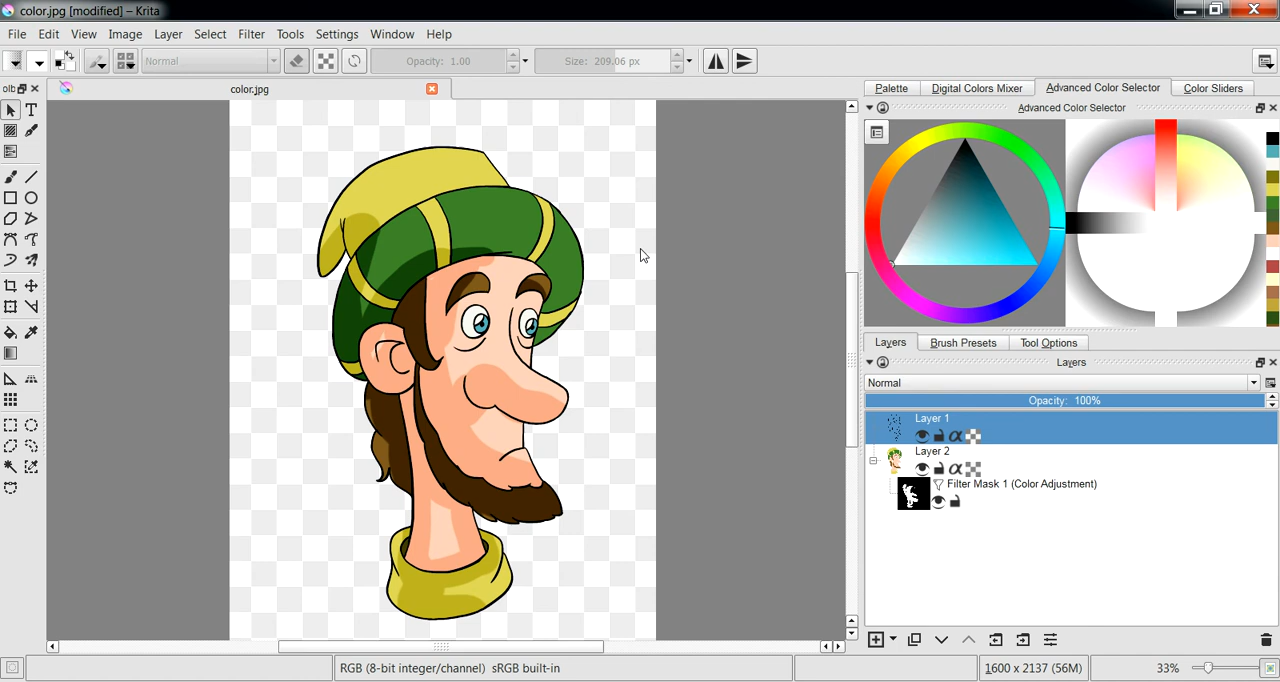 color.jpg [modified] – Krita
File Edit View Image Layer Select Filter Tools Settings Window Help
Normal Opacity: 1.00 Size: 209.06 px
olb color.jpg Palette Digital Colors Mixer Advanced Color Selector Color Sliders
Advanced Color Selector
Layers Brush Presets Tool Options
Layers
Normal
Opacity: 100%
Layer 1
Layer 2
Filter Mask 1 (Color Adjustment)
RGB (8-bit integer/channel) sRGB built-in 1600 x 2137 (56M) 33%